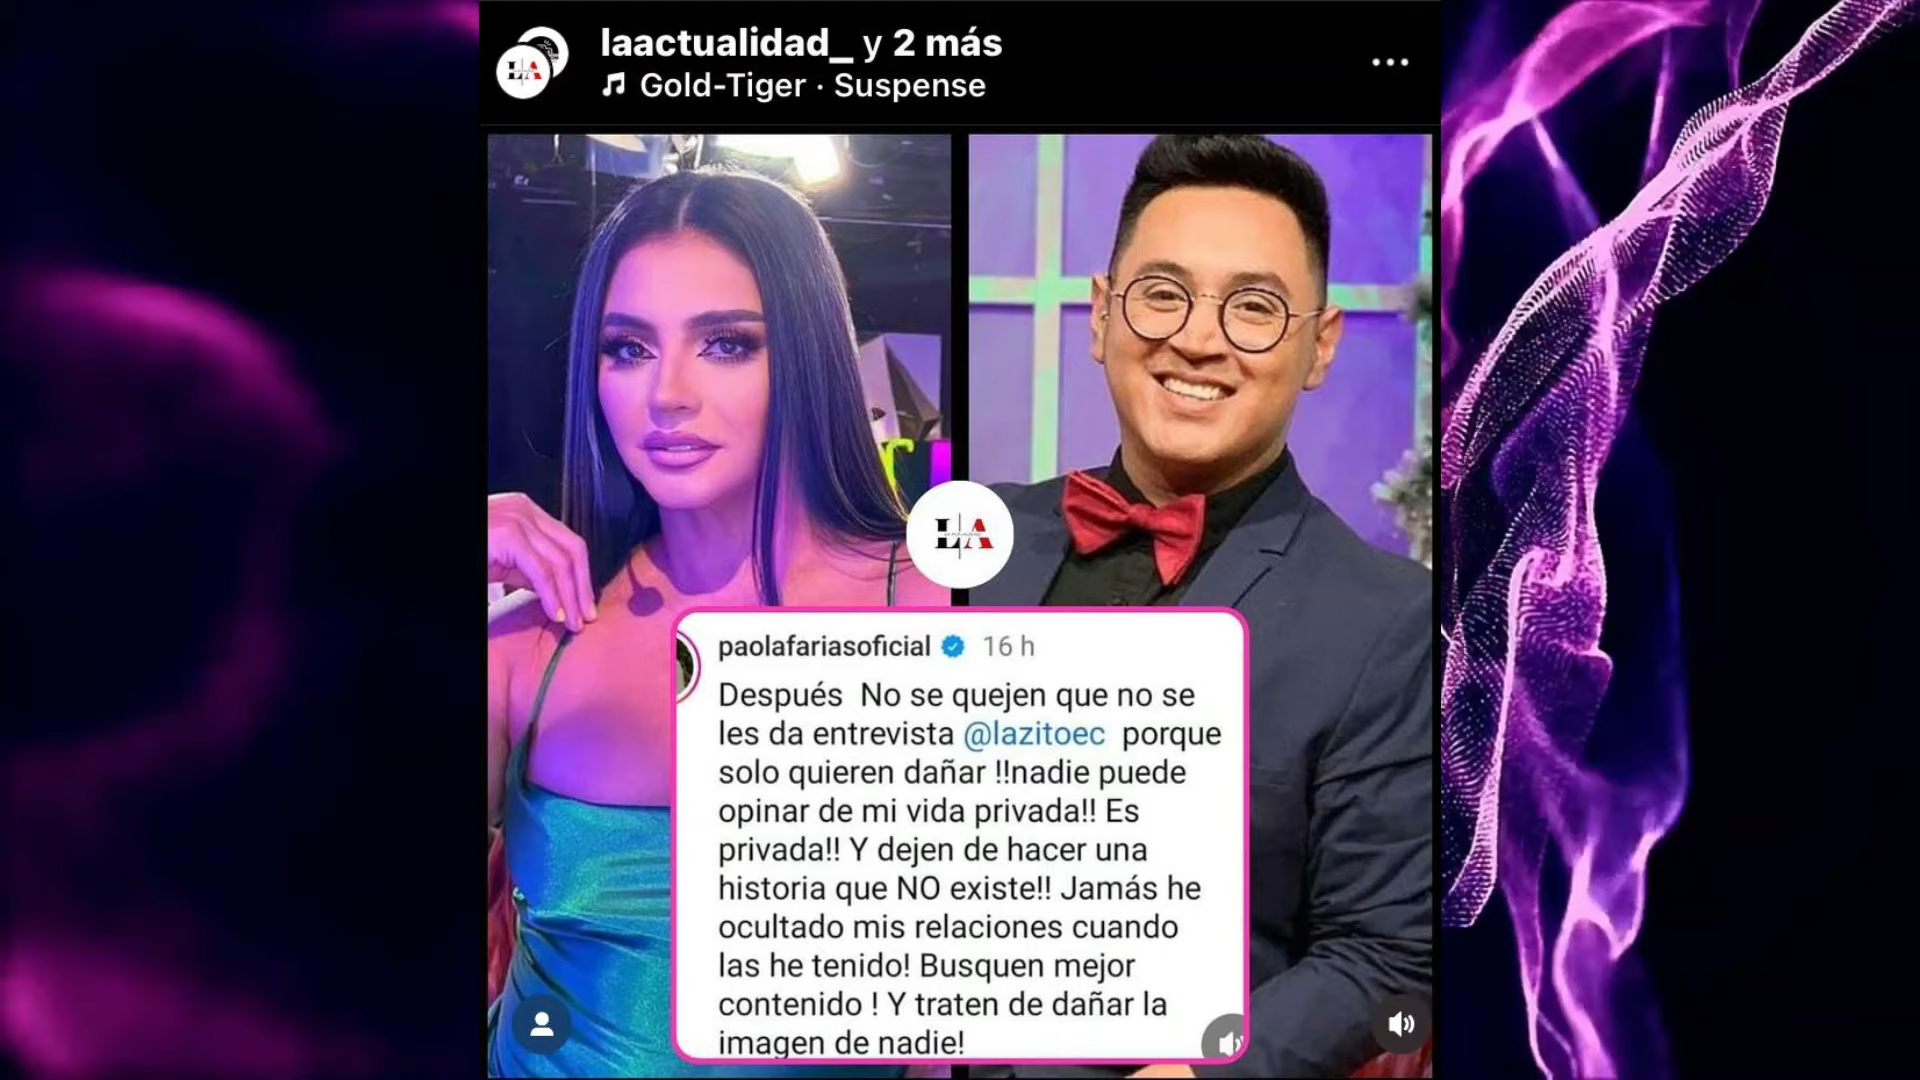 laactualidad_ y 2 más
Gold-Tiger · Suspense
LA
LA
paolafariasoficial 16 h
Después No se quejen que no se
les da entrevista @lazitoec porque
solo quieren dañar !!nadie puede
opinar de mi vida privada!! Es
privada!! Y dejen de hacer una
historia que NO existe!! Jamás he
ocultado mis relaciones cuando
las he tenido! Busquen mejor
contenido ! Y traten de dañar la
imagen de nadie!